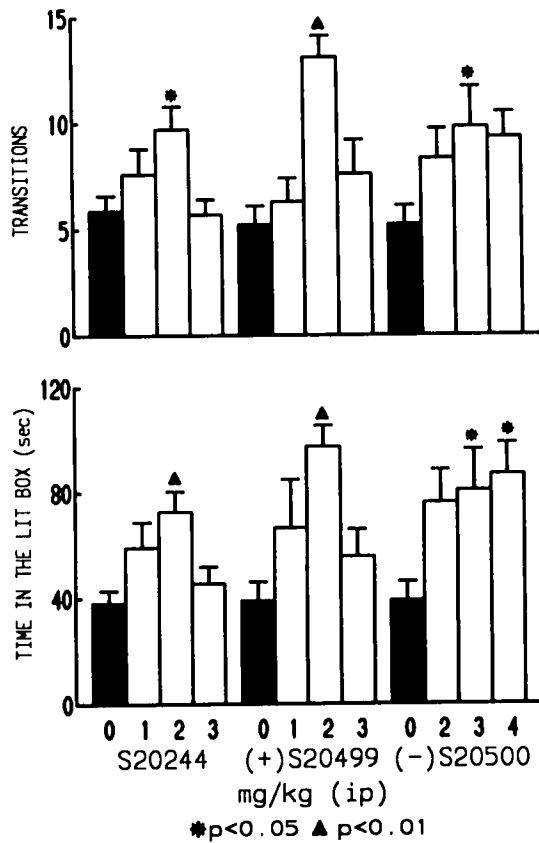 15
10
5
0
TRANSITIONS
*
▲
*
120
80
40
0
TIME IN THE LIT BOX (sec)
▲
▲
* *
0 1 2 3 0 1 2 3 0 2 3 4
S20244 (+)S20499 (-)S20500
mg/kg (ip)
*p<0.05 ▲ p<0.01